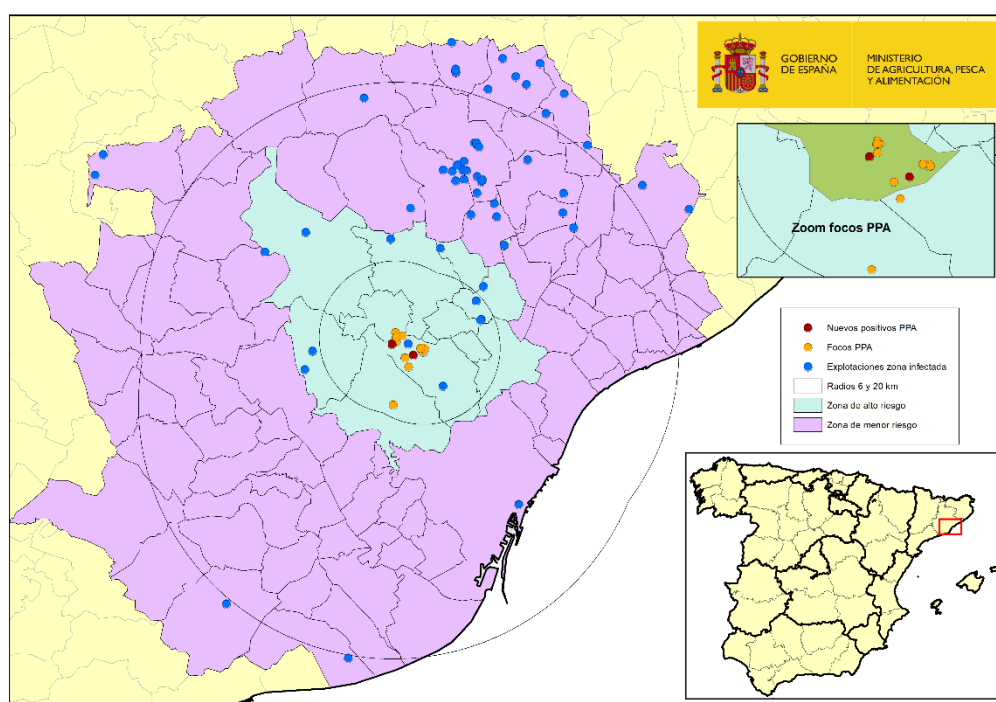 GOBIERNO
DE ESPAÑA
MINISTERIO
DE AGRICULTURA, PESCA
Y ALIMENTACIÓN
Zoom focos PPA
Nuevos positivos PPA
Focos PPA
Explotaciones zona infectada
Radios 6 y 20 km
Zona de alto riesgo
Zona de menor riesgo